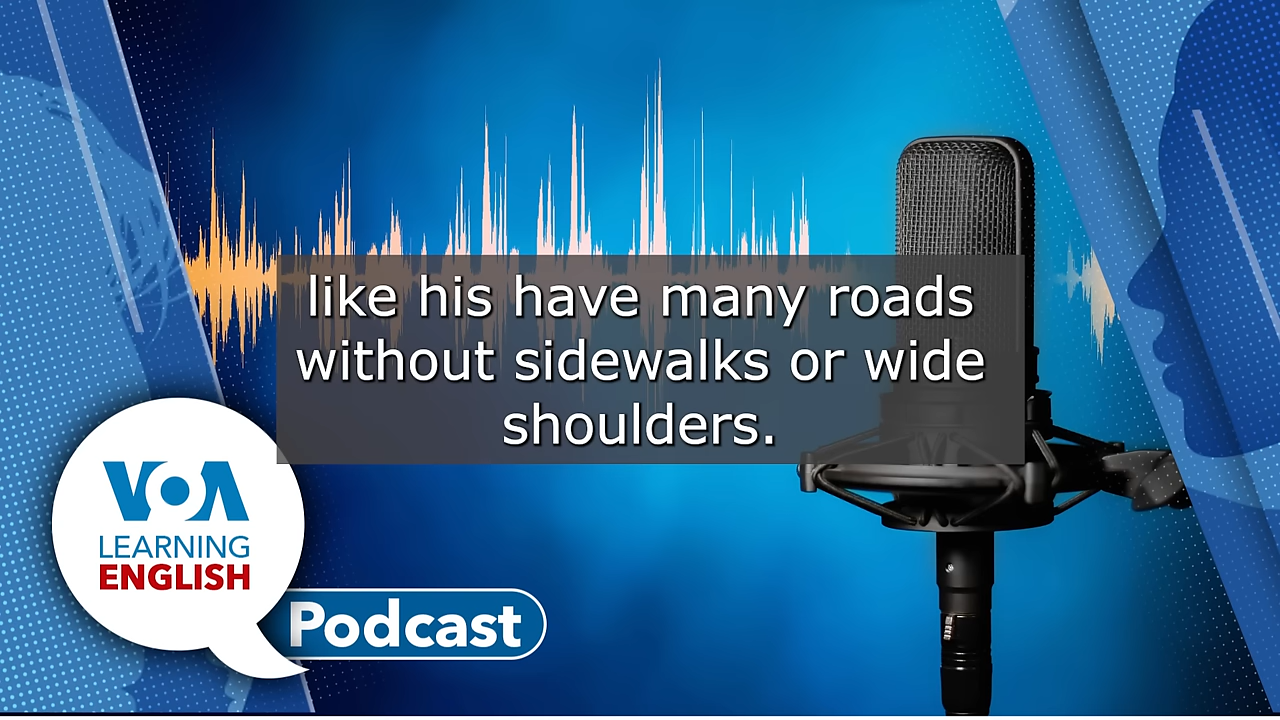 like his have many roads
without sidewalks or wide
shoulders.
VOA
LEARNING
ENGLISH
Podcast